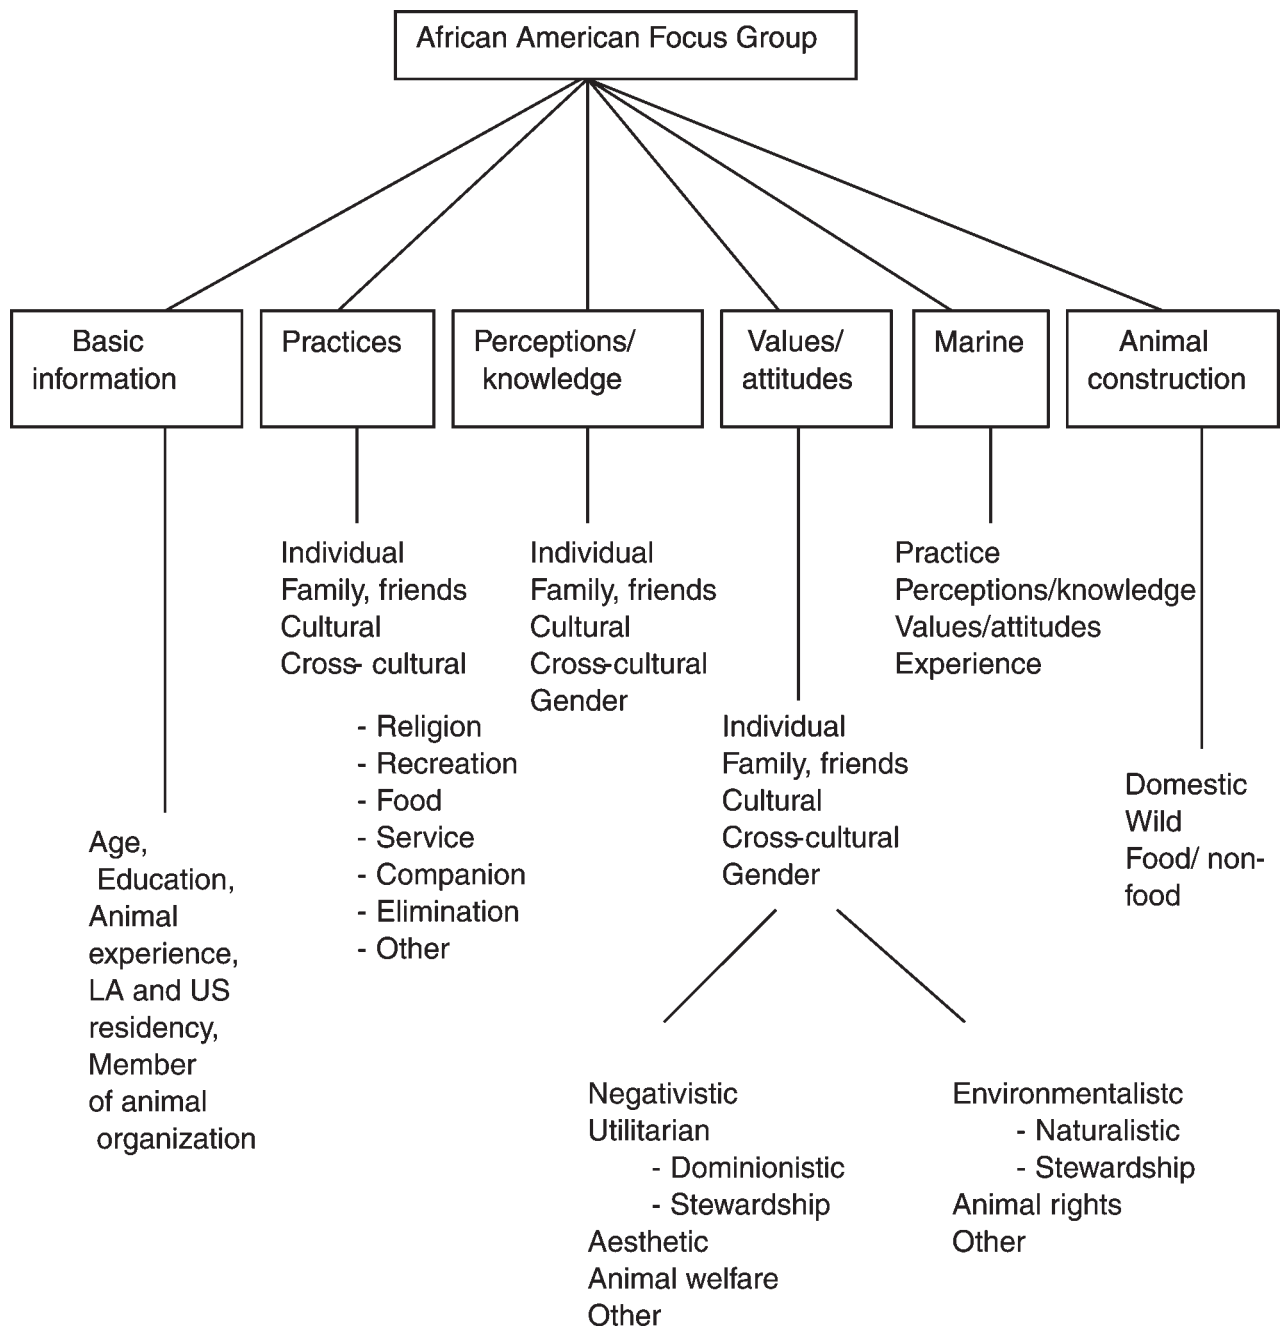 African American Focus Group
Basic
information
Practices
Perceptions/
knowledge
Values/
attitudes
Marine
Animal
construction
Age,
Education,
Animal
experience,
LA and US
residency,
Member
of animal
organization
Individual
Family, friends
Cultural
Cross- cultural
- Religion
- Recreation
- Food
- Service
- Companion
- Elimination
- Other
Individual
Family, friends
Cultural
Cross-cultural
Gender
Individual
Family, friends
Cultural
Cross-cultural
Gender
Negativistic
Utilitarian
- Dominionistic
- Stewardship
Aesthetic
Animal welfare
Other
Environmentalistc
- Naturalistic
- Stewardship
Animal rights
Other
Practice
Perceptions/knowledge
Values/attitudes
Experience
Domestic
Wild
Food/ non-
food